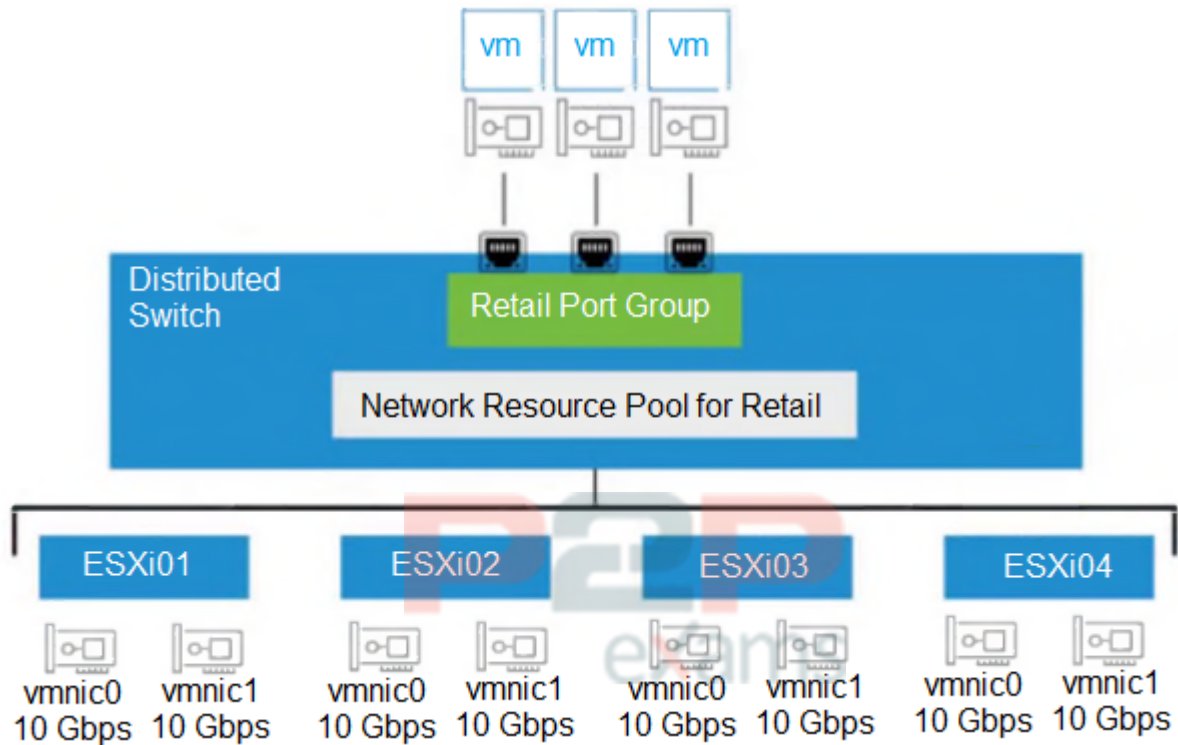 vm vm vm
Distributed
Switch
Retail Port Group
Network Resource Pool for Retail
P2P
exams
ESXi01 ESXi02 ESXi03 ESXi04
vmnic0 vmnic1 vmnic0 vmnic1 vmnic0 vmnic1 vmnic0 vmnic1
10 Gbps 10 Gbps 10 Gbps 10 Gbps 10 Gbps 10 Gbps 10 Gbps 10 Gbps